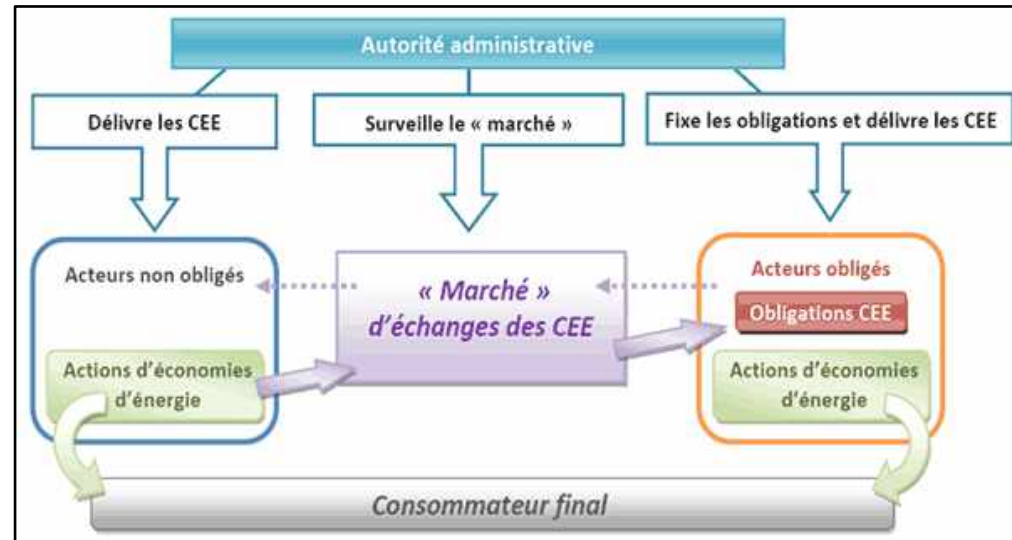 Autorité administrative
Délivre les CEE
Surveille le « marché »
Fixe les obligations et délivre les CEE
Acteurs non obligés
« Marché »
d’échanges des CEE
Acteurs obligés
Obligations CEE
Actions d’économies
d’énergie
Actions d’économies
d’énergie
Consommateur final